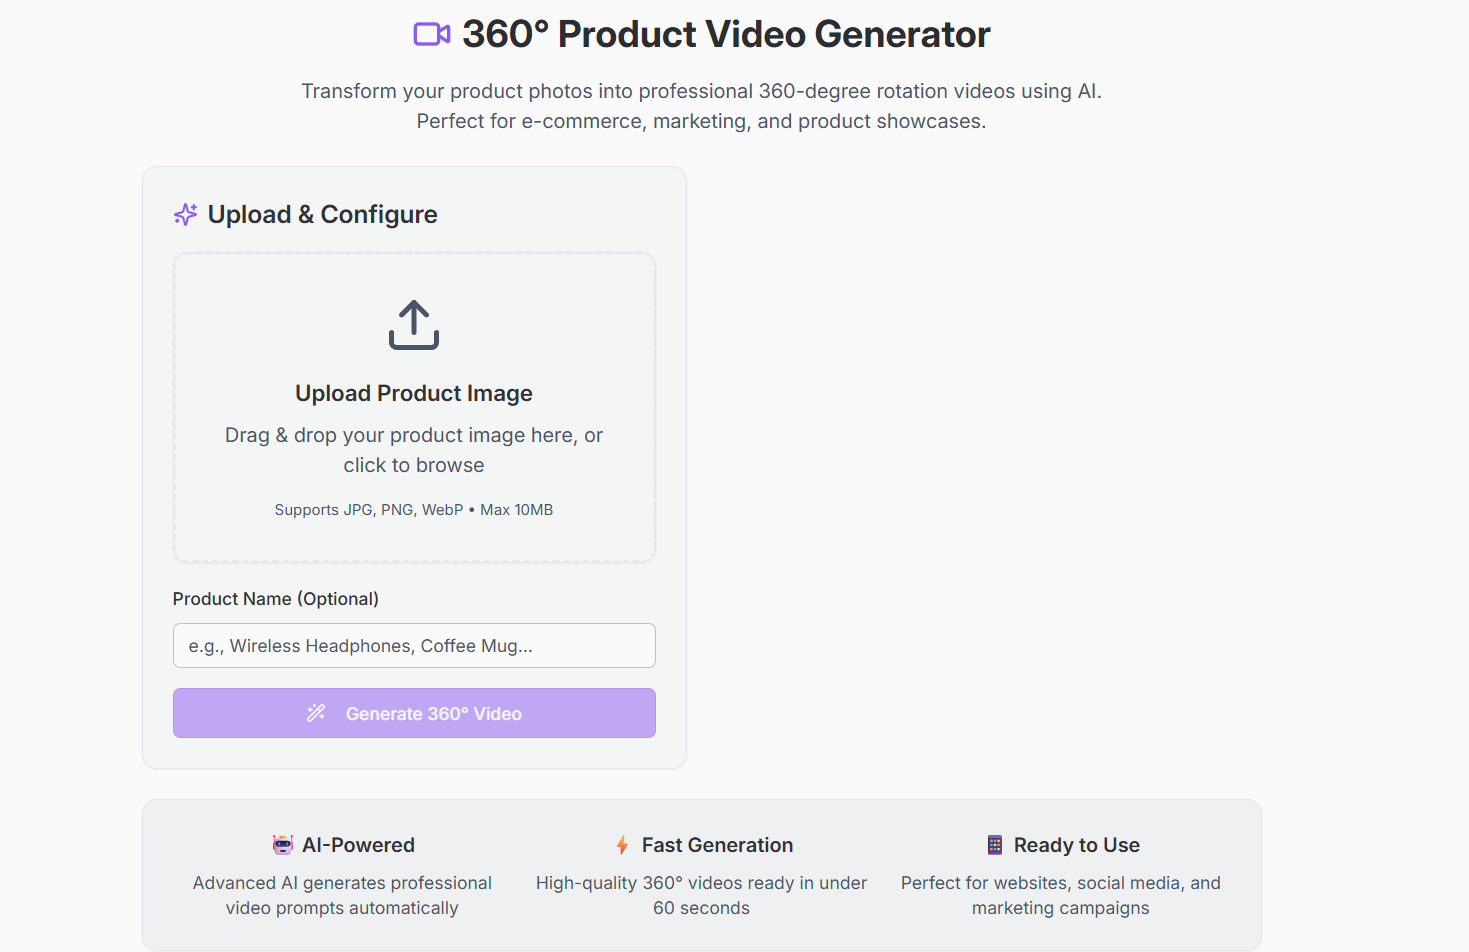 360° Product Video Generator
Transform your product photos into professional 360-degree rotation videos using AI.
Perfect for e-commerce, marketing, and product showcases.
Upload & Configure
Upload Product Image
Drag & drop your product image here, or
click to browse
Supports JPG, PNG, WebP • Max 10MB
Product Name (Optional)
e.g., Wireless Headphones, Coffee Mug...
Generate 360° Video
AI-Powered
Advanced AI generates professional
video prompts automatically
Fast Generation
High-quality 360° videos ready in under
60 seconds
Ready to Use
Perfect for websites, social media, and
marketing campaigns